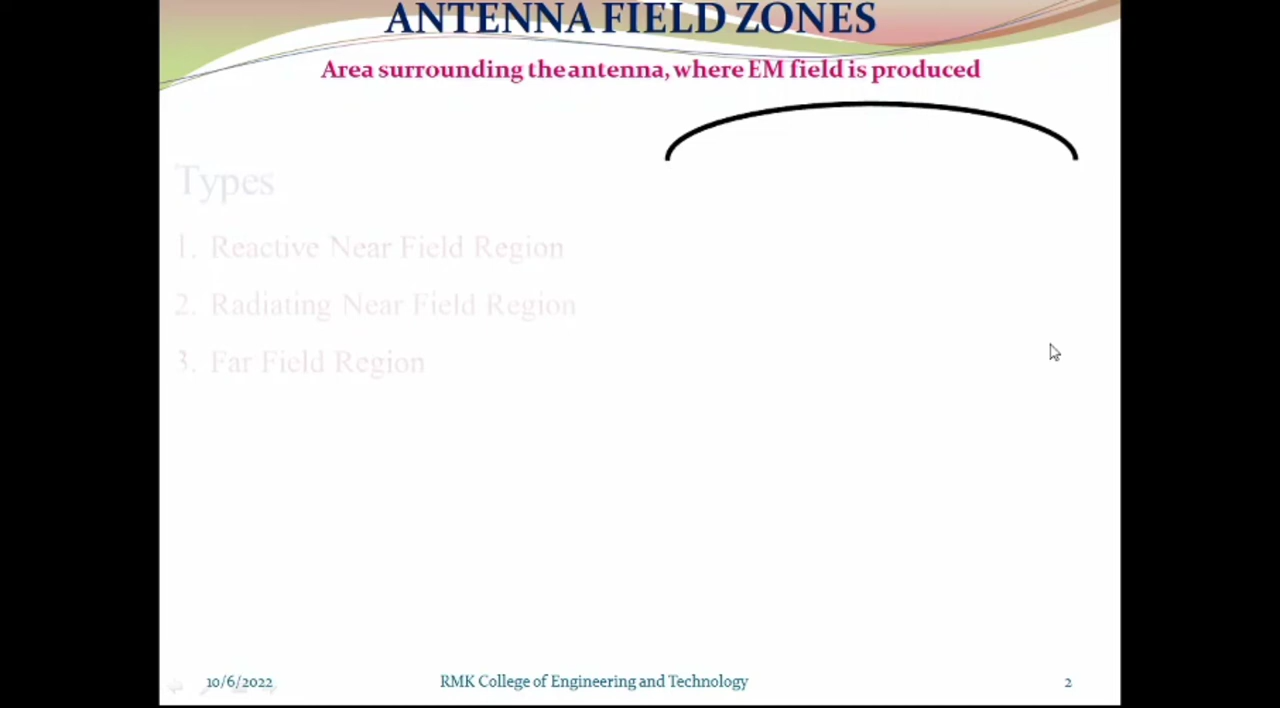 ANTENNA FIELD ZONES
Area surrounding the antenna, where EM field is produced
Types
1. Reactive Near Field Region
2. Radiating Near Field Region
3. Far Field Region
10/6/2022
RMK College of Engineering and Technology
2